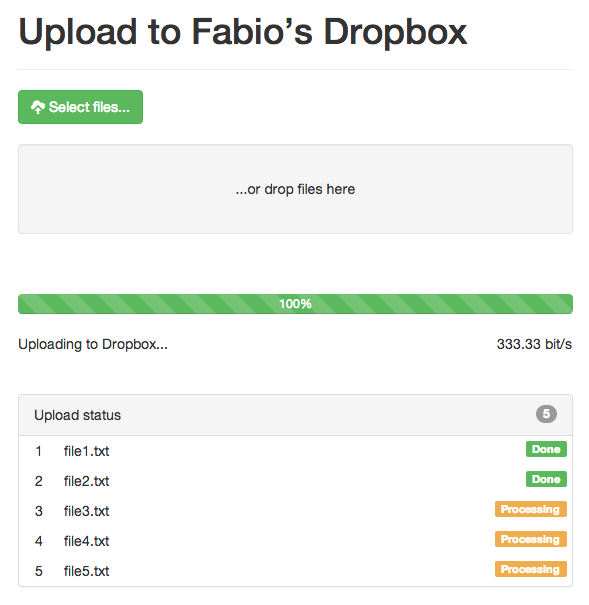 Upload to Fabio’s Dropbox
Select files...
...or drop files here
100%
Uploading to Dropbox... 333.33 bit/s
Upload status 5
1 file1.txt Done
2 file2.txt Done
3 file3.txt Processing
4 file4.txt Processing
5 file5.txt Processing